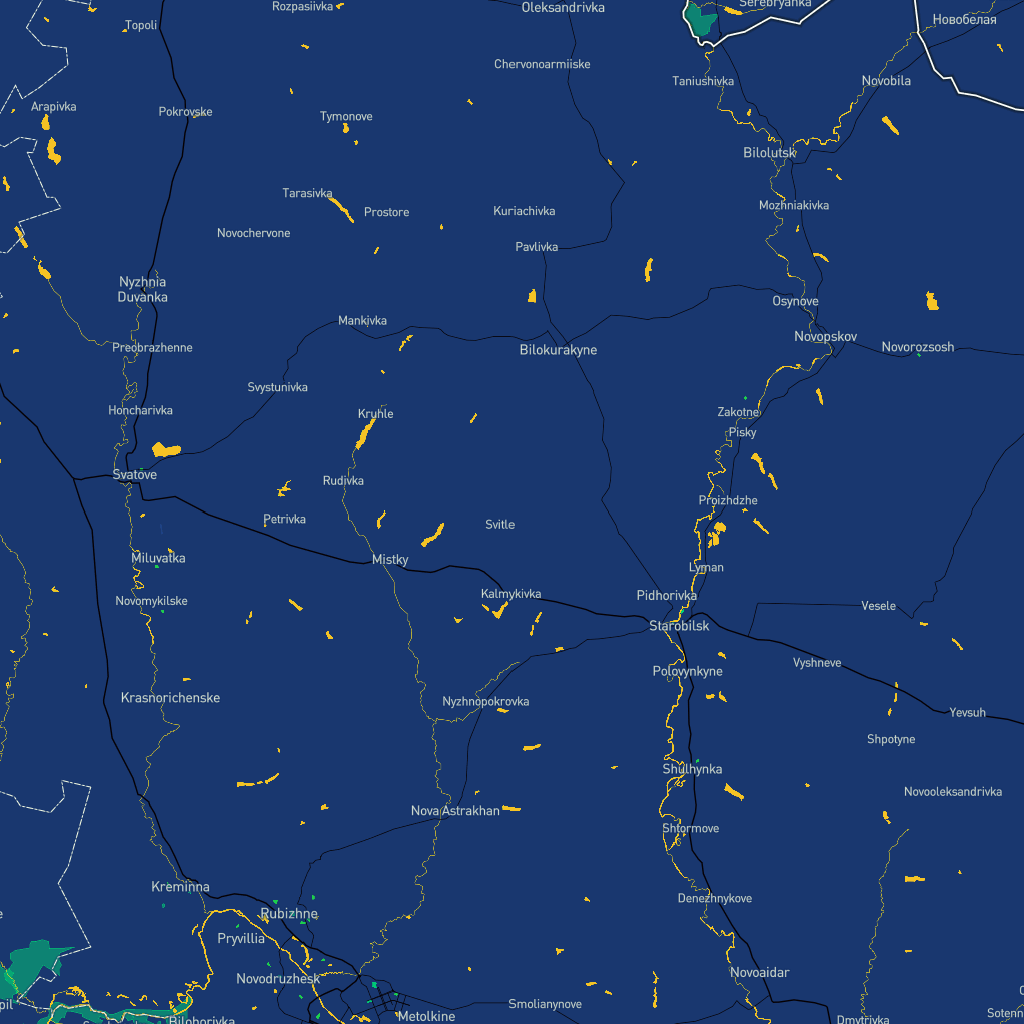 Rozpasiivka
Oleksandrivka
Serebryanka
Новобелая
Topoli
Chervonoarmiiske
Taniushivka
Novobila
Arapivka
Pokrovske
Tymonove
Bilolutsk
Tarasivka
Prostore
Kuriachivka
Mozhniakivka
Novochervone
Pavlivka
Nyzhnia
Duvanka
Osynove
Mankivka
Novopskov
Preobrazhenne
Bilokurakyne
Novorozsosh
Svystunivka
Honcharivka
Kruhle
Zakotne
Pisky
Svatove
Rudivka
Proizhdzhe
Petrivka
Svitle
Miluvatka
Mistky
Lyman
Novomykilske
Kalmykivka
Pidhorivka
Vesele
Starobilsk
Vyshneve
Polovynkyne
Krasnorichenske
Nyzhnopokrovka
Yevsuh
Shpotyne
Shulhynka
Novooleksandrivka
Nova Astrakhan
Shtormove
Kreminna
Denezhnykove
Rubizhne
Pryvillia
Novodruzhesk
Novoaidar
Smolianynove
Metolkine
Bilohorivka
Dmytrivka